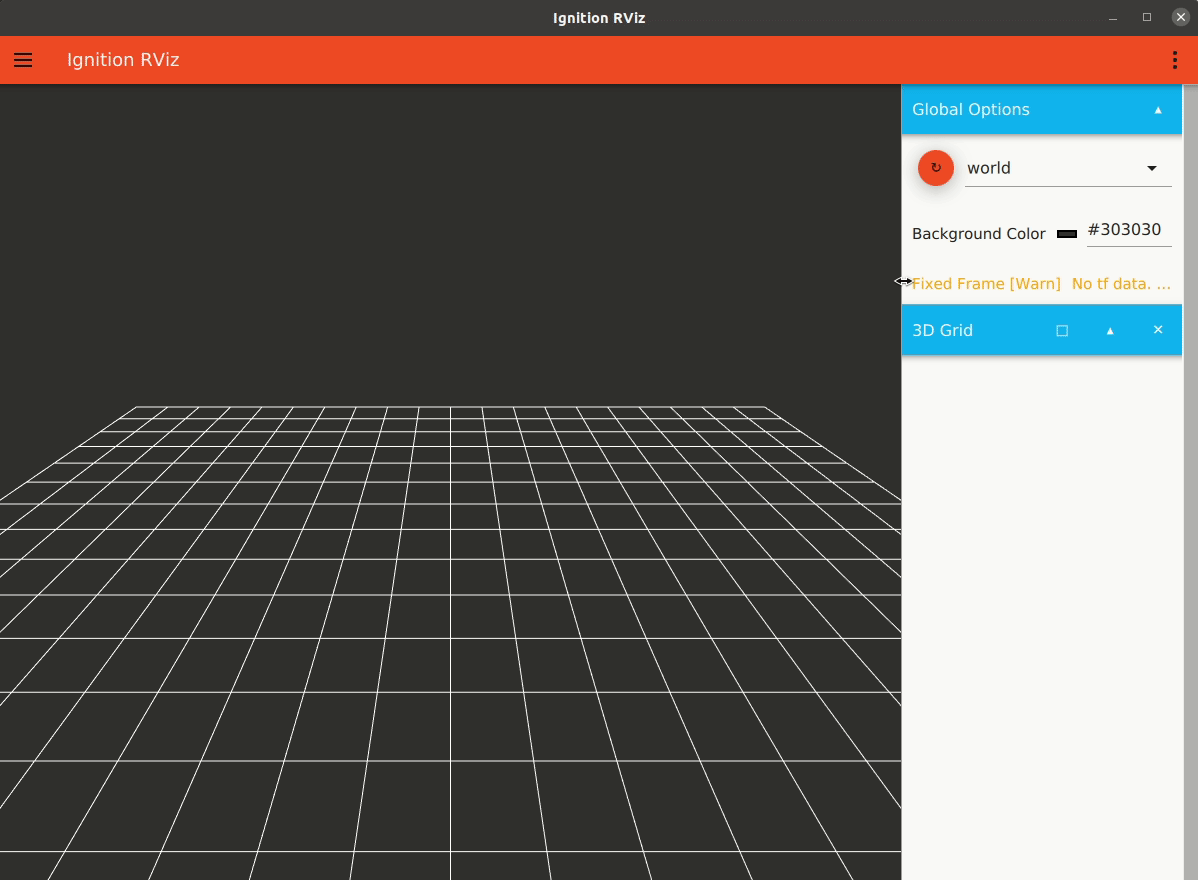 Ignition RViz
Ignition RViz
Global Options
world
Background Color #303030
Fixed Frame [Warn] No tf data. ...
3D Grid